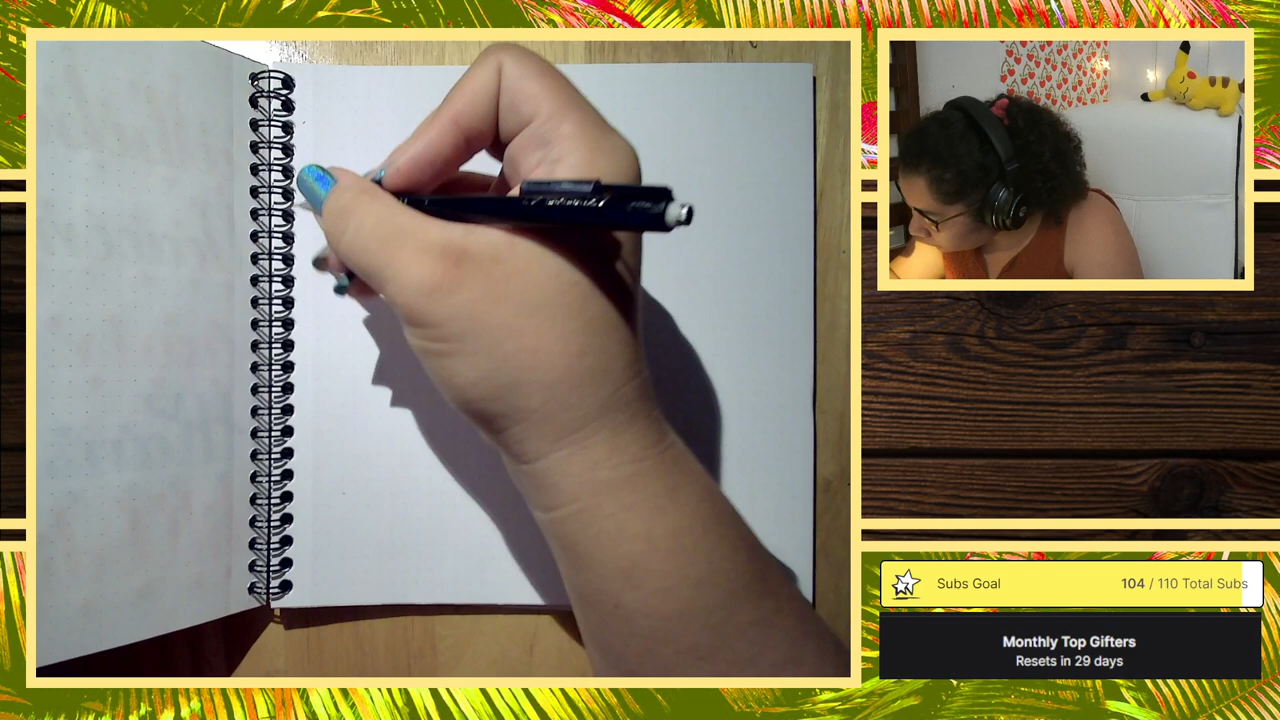 Subs Goal
104 / 110 Total Subs
Monthly Top Gifters
Resets in 29 days